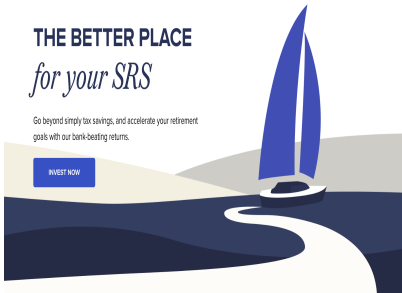 THE BETTER PLACE
for your SRS
Go beyond simply tax savings, and accelerate your retirement
goals with our bank-beating returns.
INVEST NOW